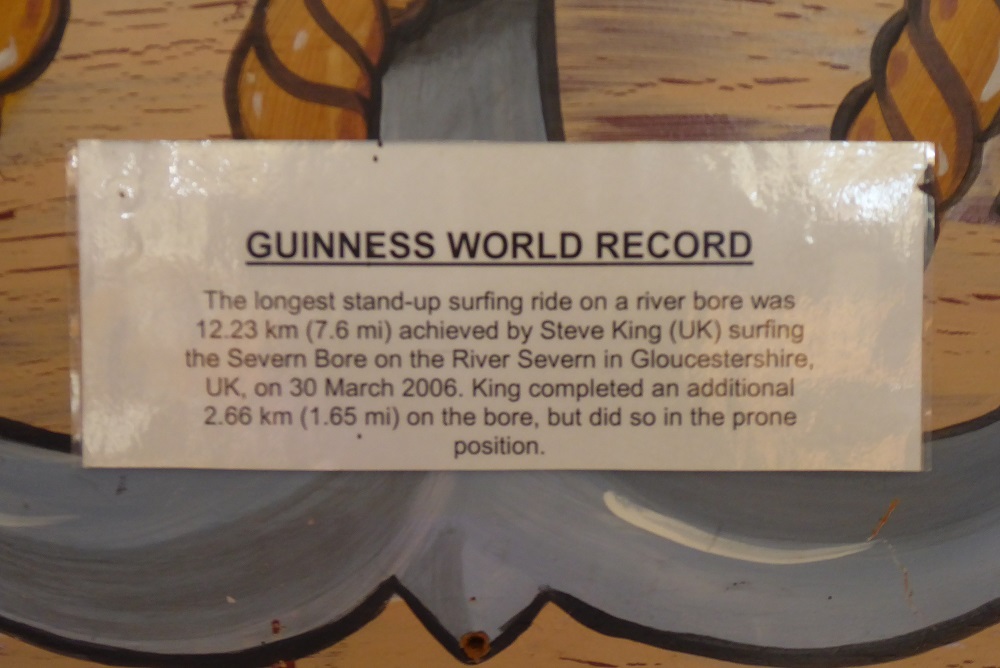 GUINNESS WORLD RECORD
The longest stand-up surfing ride on a river bore was
12.23 km (7.6 mi) achieved by Steve King (UK) surfing
the Severn Bore on the River Severn in Gloucestershire,
UK, on 30 March 2006. King completed an additional
2.66 km (1.65 mi) on the bore, but did so in the prone
position.